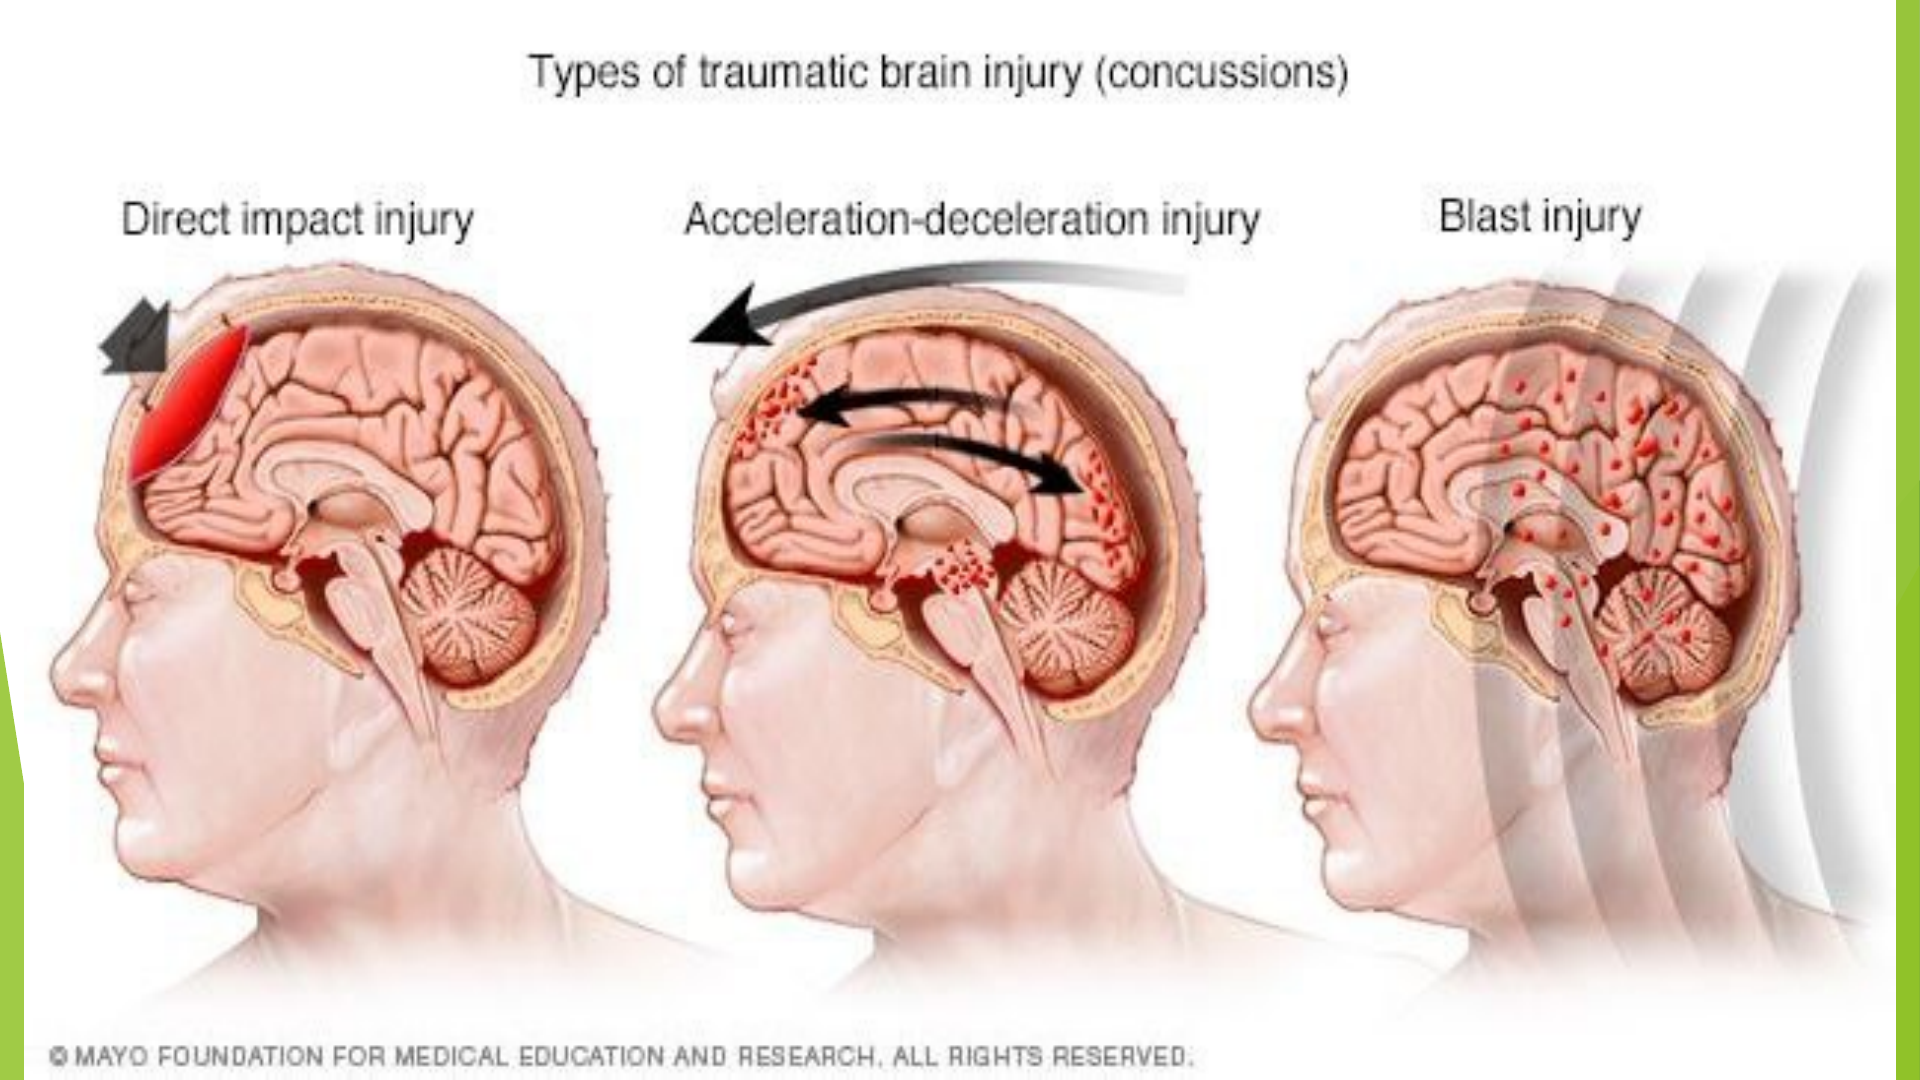 Types of traumatic brain injury (concussions)
Direct impact injury
Acceleration-deceleration injury
Blast injury
© MAYO FOUNDATION FOR MEDICAL EDUCATION AND RESEARCH. ALL RIGHTS RESERVED.